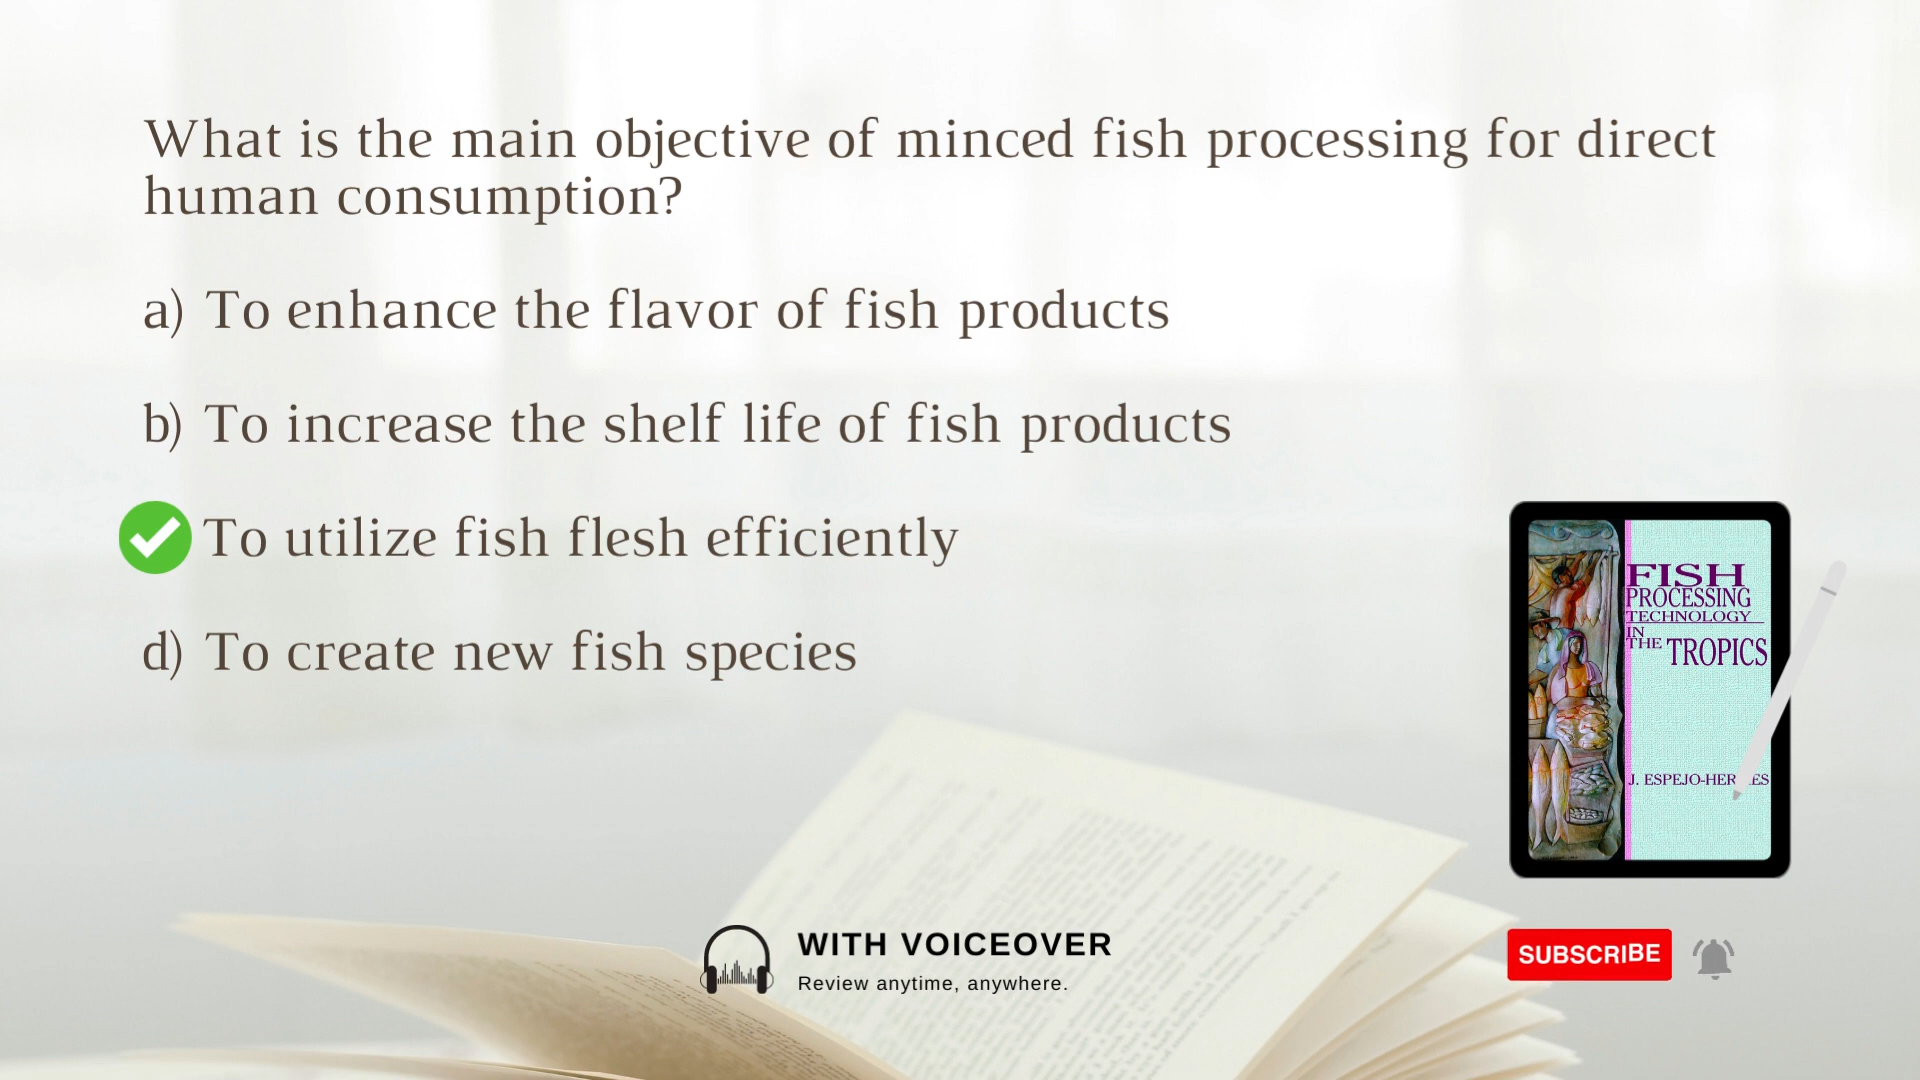 What is the main objective of minced fish processing for direct
human consumption?
a) To enhance the flavor of fish products
b) To increase the shelf life of fish products
To utilize fish flesh efficiently
d) To create new fish species
FISH
PROCESSING
TECHNOLOGY
IN
THE TROPICS
J. ESPEJO-HER
WITH VOICEOVER
Review anytime, anywhere.
SUBSCRIBE